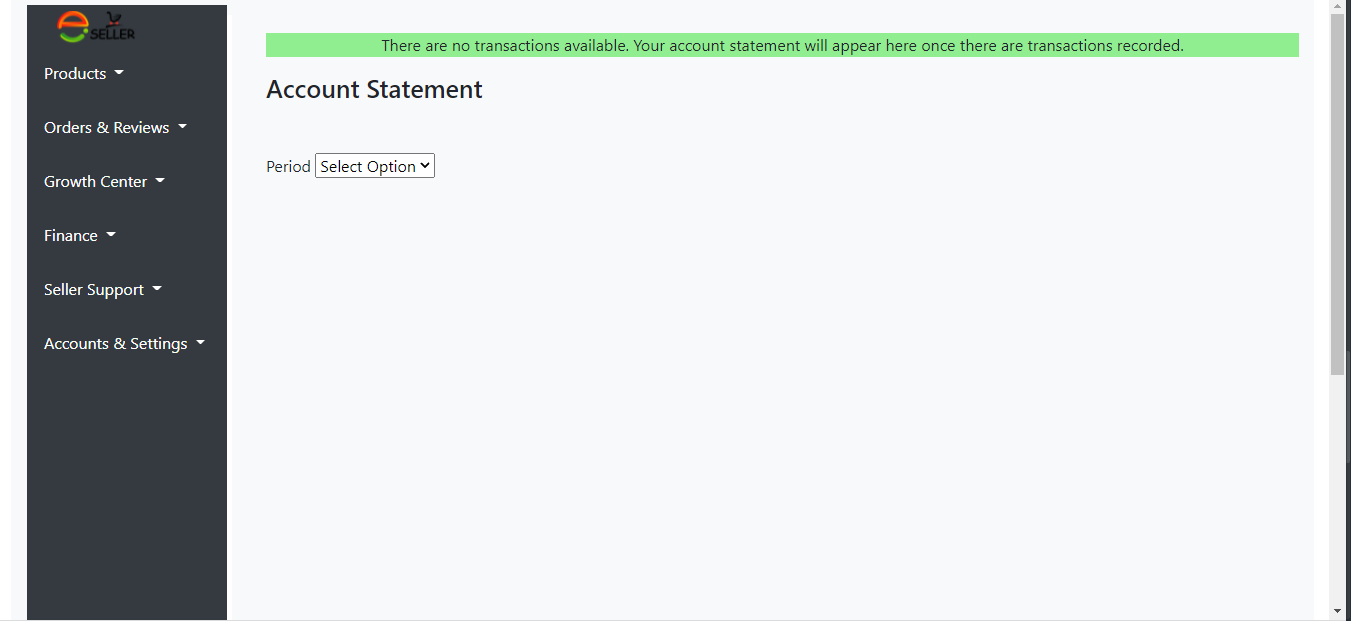 SELLER
Products
Orders & Reviews
Growth Center
Finance
Seller Support
Accounts & Settings
There are no transactions available. Your account statement will appear here once there are transactions recorded.
Account Statement
Period Select Option